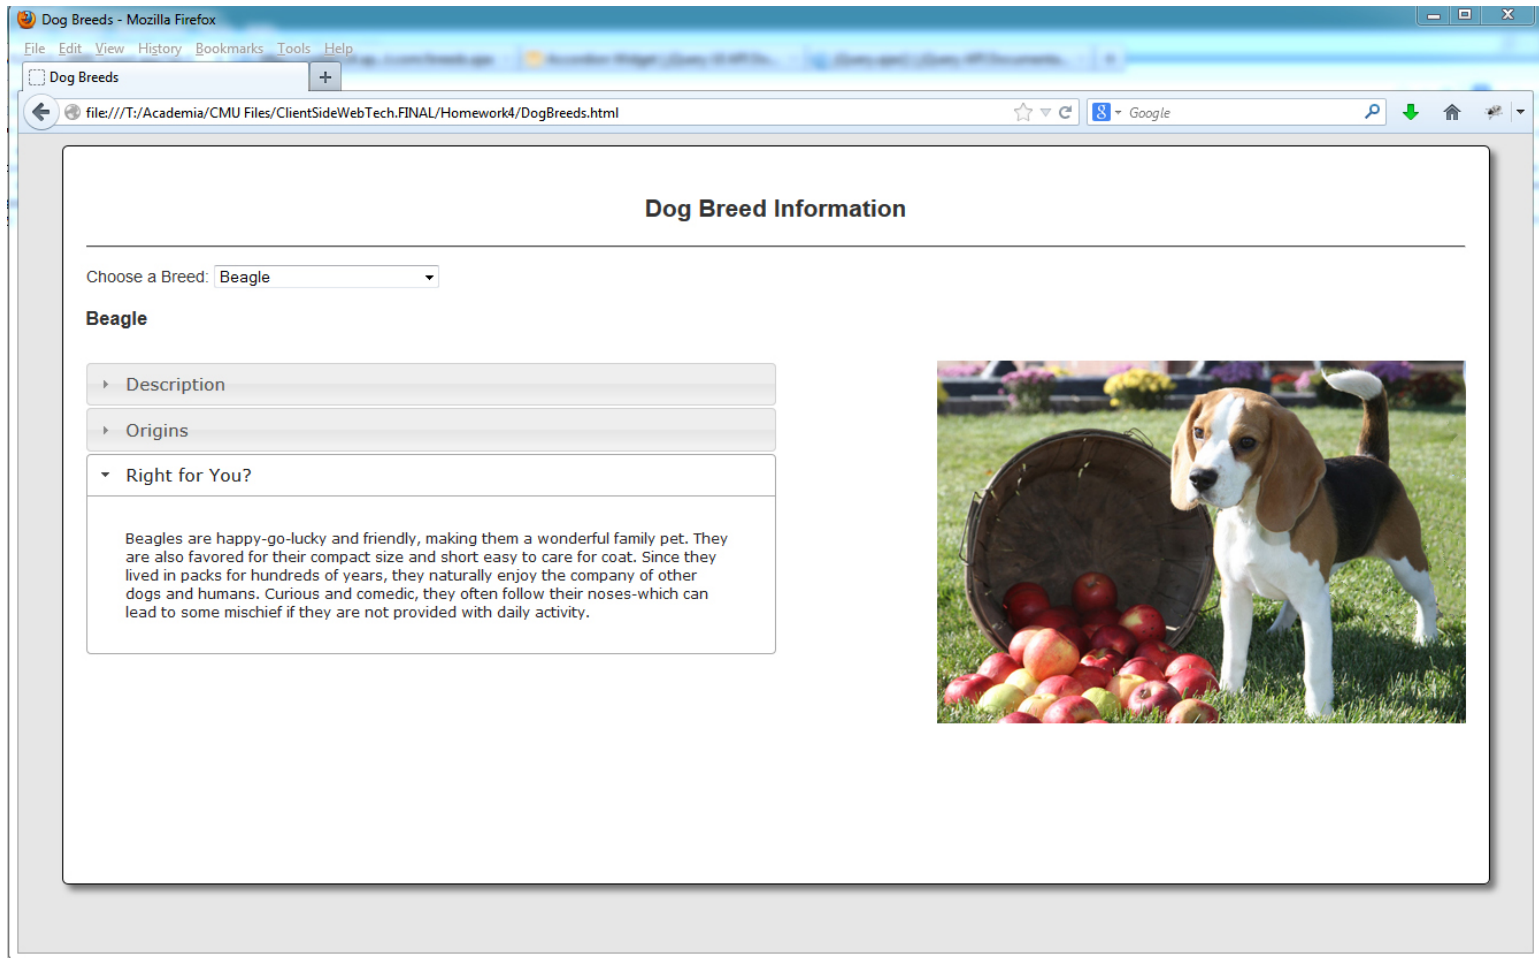 Dog Breeds - Mozilla Firefox
File Edit View History Bookmarks Tools Help
Dog Breeds +
file:///T:/Academia/CMU Files/ClientSideWebTech.FINAL/Homework4/DogBreeds.html
8 Google
Dog Breed Information
Choose a Breed: Beagle
Beagle
Description
Origins
Right for You?
Beagles are happy-go-lucky and friendly, making them a wonderful family pet. They
are also favored for their compact size and short easy to care for coat. Since they
lived in packs for hundreds of years, they naturally enjoy the company of other
dogs and humans. Curious and comedic, they often follow their noses-which can
lead to some mischief if they are not provided with daily activity.